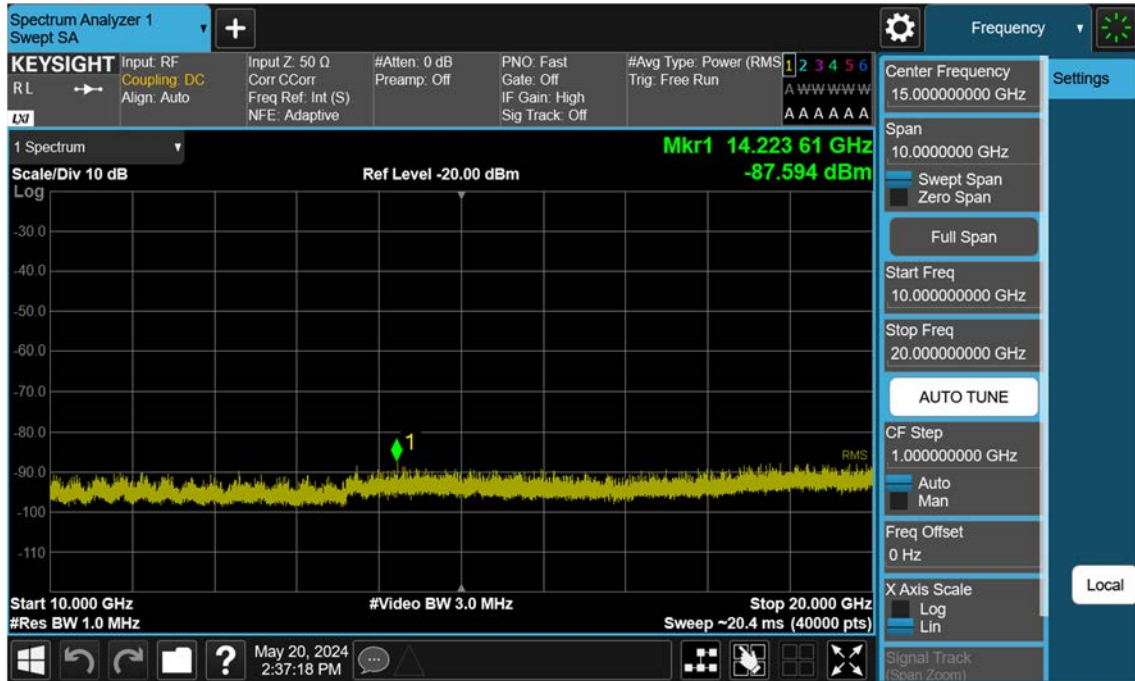 Spectrum Analyzer 1
Swept SA
Frequency
KEYSIGHT
R L
LXI
Input: RF
Coupling: DC
Align: Auto
Input Z: 50 Ω
Corr CCorr
Freq Ref: Int (S)
NFE: Adaptive
#Atten: 0 dB
Preamp: Off
PNO: Fast
Gate: Off
IF Gain: High
Sig Track: Off
#Avg Type: Power (RMS
Trig: Free Run
1 2 3 4 5 6
A W W W W W
A A A A A A
1 Spectrum
Scale/Div 10 dB
Ref Level -20.00 dBm
Mkr1 14.223 61 GHz
-87.594 dBm
Log
-30.0
-40.0
-50.0
-60.0
-70.0
-80.0
-90.0
-100
-110
1
RMS
Start 10.000 GHz
#Video BW 3.0 MHz
Stop 20.000 GHz
#Res BW 1.0 MHz
Sweep ~20.4 ms (40000 pts)
?
May 20, 2024
2:37:18 PM
Center Frequency
15.000000000 GHz
Span
10.0000000 GHz
Swept Span
Zero Span
Full Span
Start Freq
10.000000000 GHz
Stop Freq
20.000000000 GHz
AUTO TUNE
CF Step
1.000000000 GHz
Auto
Man
Freq Offset
0 Hz
X Axis Scale
Log
Lin
Signal Track
(Span Zoom)
Settings
Local